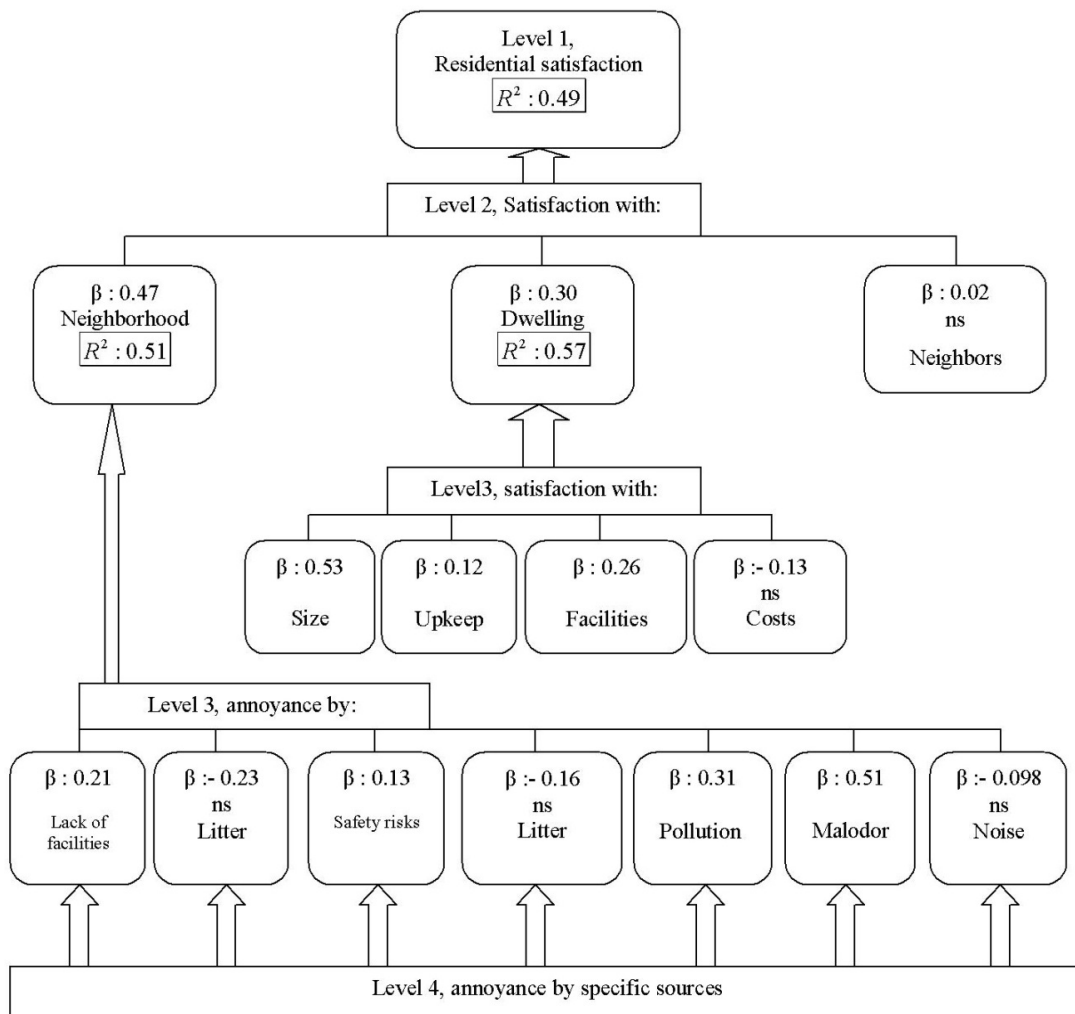 Level 1,
Residential satisfaction
R² : 0.49
Level 2, Satisfaction with:
β : 0.47
Neighborhood
R² : 0.51
β : 0.30
Dwelling
R² : 0.57
β : 0.02
ns
Neighbors
Level3, satisfaction with:
β : 0.53
Size
β : 0.12
Upkeep
β : 0.26
Facilities
β :- 0.13
ns
Costs
Level 3, annoyance by:
β : 0.21
Lack of
facilities
β :- 0.23
ns
Litter
β : 0.13
Safety risks
β :- 0.16
ns
Litter
β : 0.31
Pollution
β : 0.51
Malodor
β :- 0.098
ns
Noise
Level 4, annoyance by specific sources